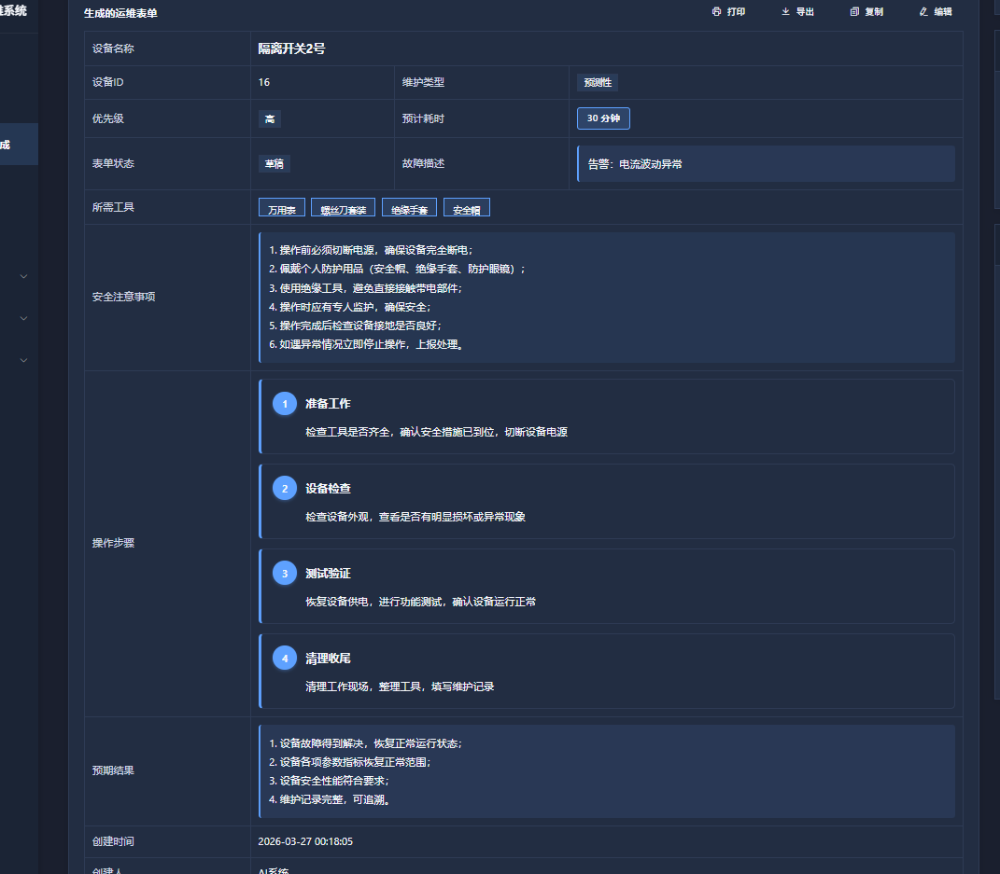 维系统
生成的运维表单
打印 导出 复制 编辑
成
设备名称 隔离开关2号
设备ID 16 维护类型 预测性
优先级 高 预计耗时 30 分钟
表单状态 草稿 故障描述 告警：电流波动异常
所需工具 万用表 螺丝刀套装 绝缘手套 安全帽
安全注意事项
1. 操作前必须切断电源，确保设备完全断电；
2. 佩戴个人防护用品（安全帽、绝缘手套、防护眼镜）；
3. 使用绝缘工具，避免直接接触带电部件；
4. 操作时应有专人监护，确保安全；
5. 操作完成后检查设备接地是否良好；
6. 如遇异常情况立即停止操作，上报处理。
操作步骤
1 准备工作
检查工具是否齐全，确认安全措施已到位，切断设备电源
2 设备检查
检查设备外观，查看是否有明显损坏或异常现象
3 测试验证
恢复设备供电，进行功能测试，确认设备运行正常
4 清理收尾
清理工作现场，整理工具，填写维护记录
预期结果
1. 设备故障得到解决，恢复正常运行状态；
2. 设备各项参数指标恢复正常范围；
3. 设备安全性能符合要求；
4. 维护记录完整，可追溯。
创建时间 2026-03-27 00:18:05
创建人 AI系统